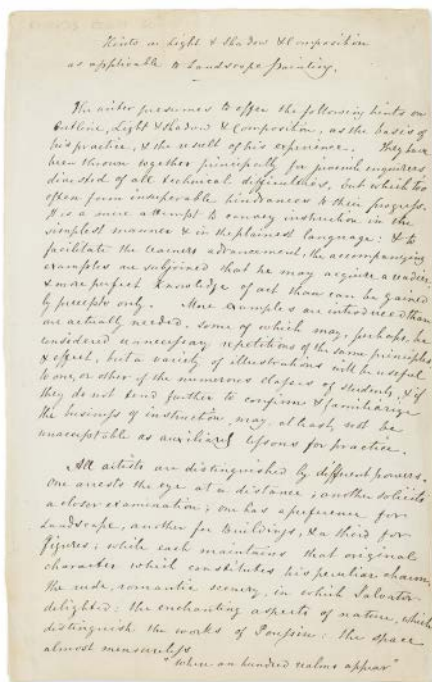 Hints on Light & Shadow & Composition
as applicable to Landscape Painting.
The writer presumes to offer the following hints on
Outline, Light & Shadow & Composition, as the basis of
his practice, & the result of his experience. They have
been thrown together principally for juvenile enquirers
divested of all technical difficulties, but which too
often form inseperable hindrances to their progress.
It is a mere attempt to convey instruction in the
simplest manner & in the plainest language: & to
facilitate the learners advancement, the accompanying
examples are subjoined that he may acquire a readier
& more perfect knowledge of art than can be gained
by precepts only. More examples are introduced than
are actually needed, some of which may, perhaps, be
considered unnecessary repetitions of the same principles
& effect, but a variety of illustrations will be useful
to one, or other of the numerous classes of students, & if
they do not tend further to confirm & familiarize
the business of instruction, may, at least, not be
unacceptable as auxiliary lessons for practice.
All artists are distinguished by different powers.
One arrests the eye at a distance; another solicits
a closer examination; one has a preference for
Landscape, another for Buildings, & a third for
Figures; while each maintains that original
character which constitutes his peculiar charm,
the rude, romantic scenery, in which Salvator
delighted: the enchanting aspects of nature, which
distinguish the works of Poussin: the space
almost measureless
"where an hundred realms appear"